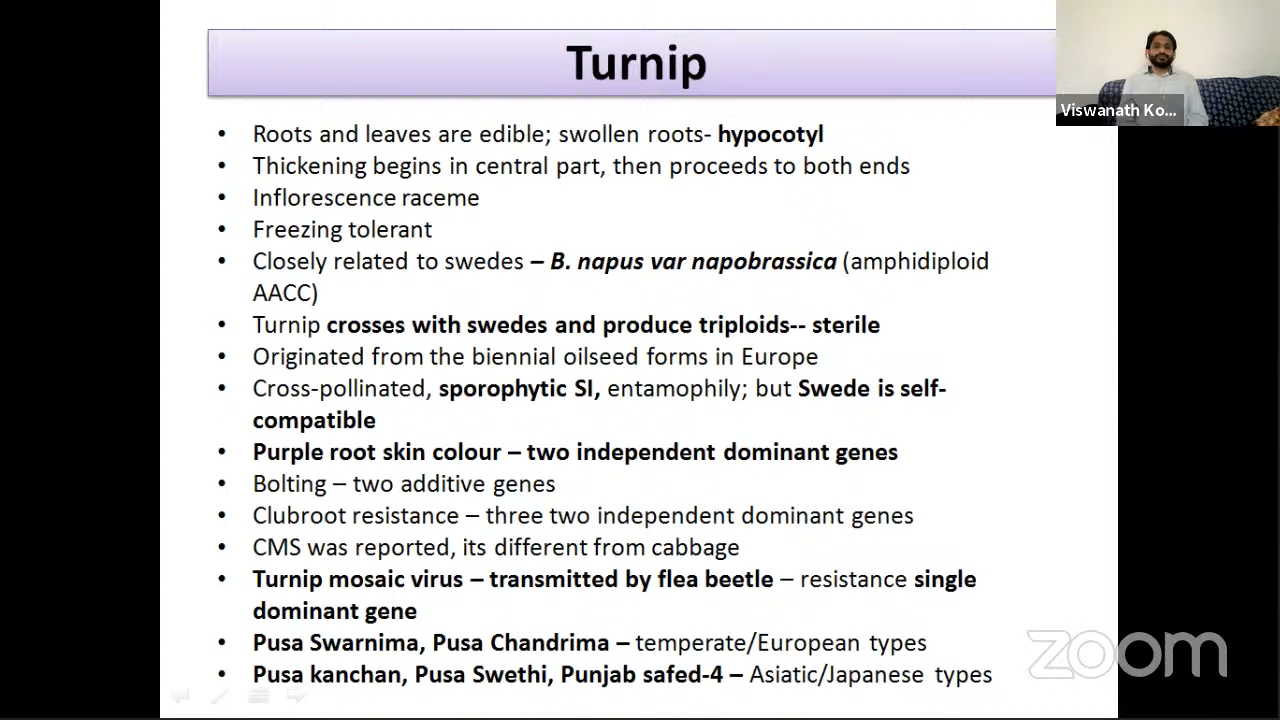 Turnip
Viswanath Ko...
• Roots and leaves are edible; swollen roots- hypocotyl
• Thickening begins in central part, then proceeds to both ends
• Inflorescence raceme
• Freezing tolerant
• Closely related to swedes – B. napus var napobrassica (amphidiploid
AACC)
• Turnip crosses with swedes and produce triploids-- sterile
• Originated from the biennial oilseed forms in Europe
• Cross-pollinated, sporophytic SI, entamophily; but Swede is self-
compatible
• Purple root skin colour – two independent dominant genes
• Bolting – two additive genes
• Clubroot resistance – three two independent dominant genes
• CMS was reported, its different from cabbage
• Turnip mosaic virus – transmitted by flea beetle – resistance single
dominant gene
• Pusa Swarnima, Pusa Chandrima – temperate/European types
• Pusa kanchan, Pusa Swethi, Punjab safed-4 – Asiatic/Japanese types
zoom